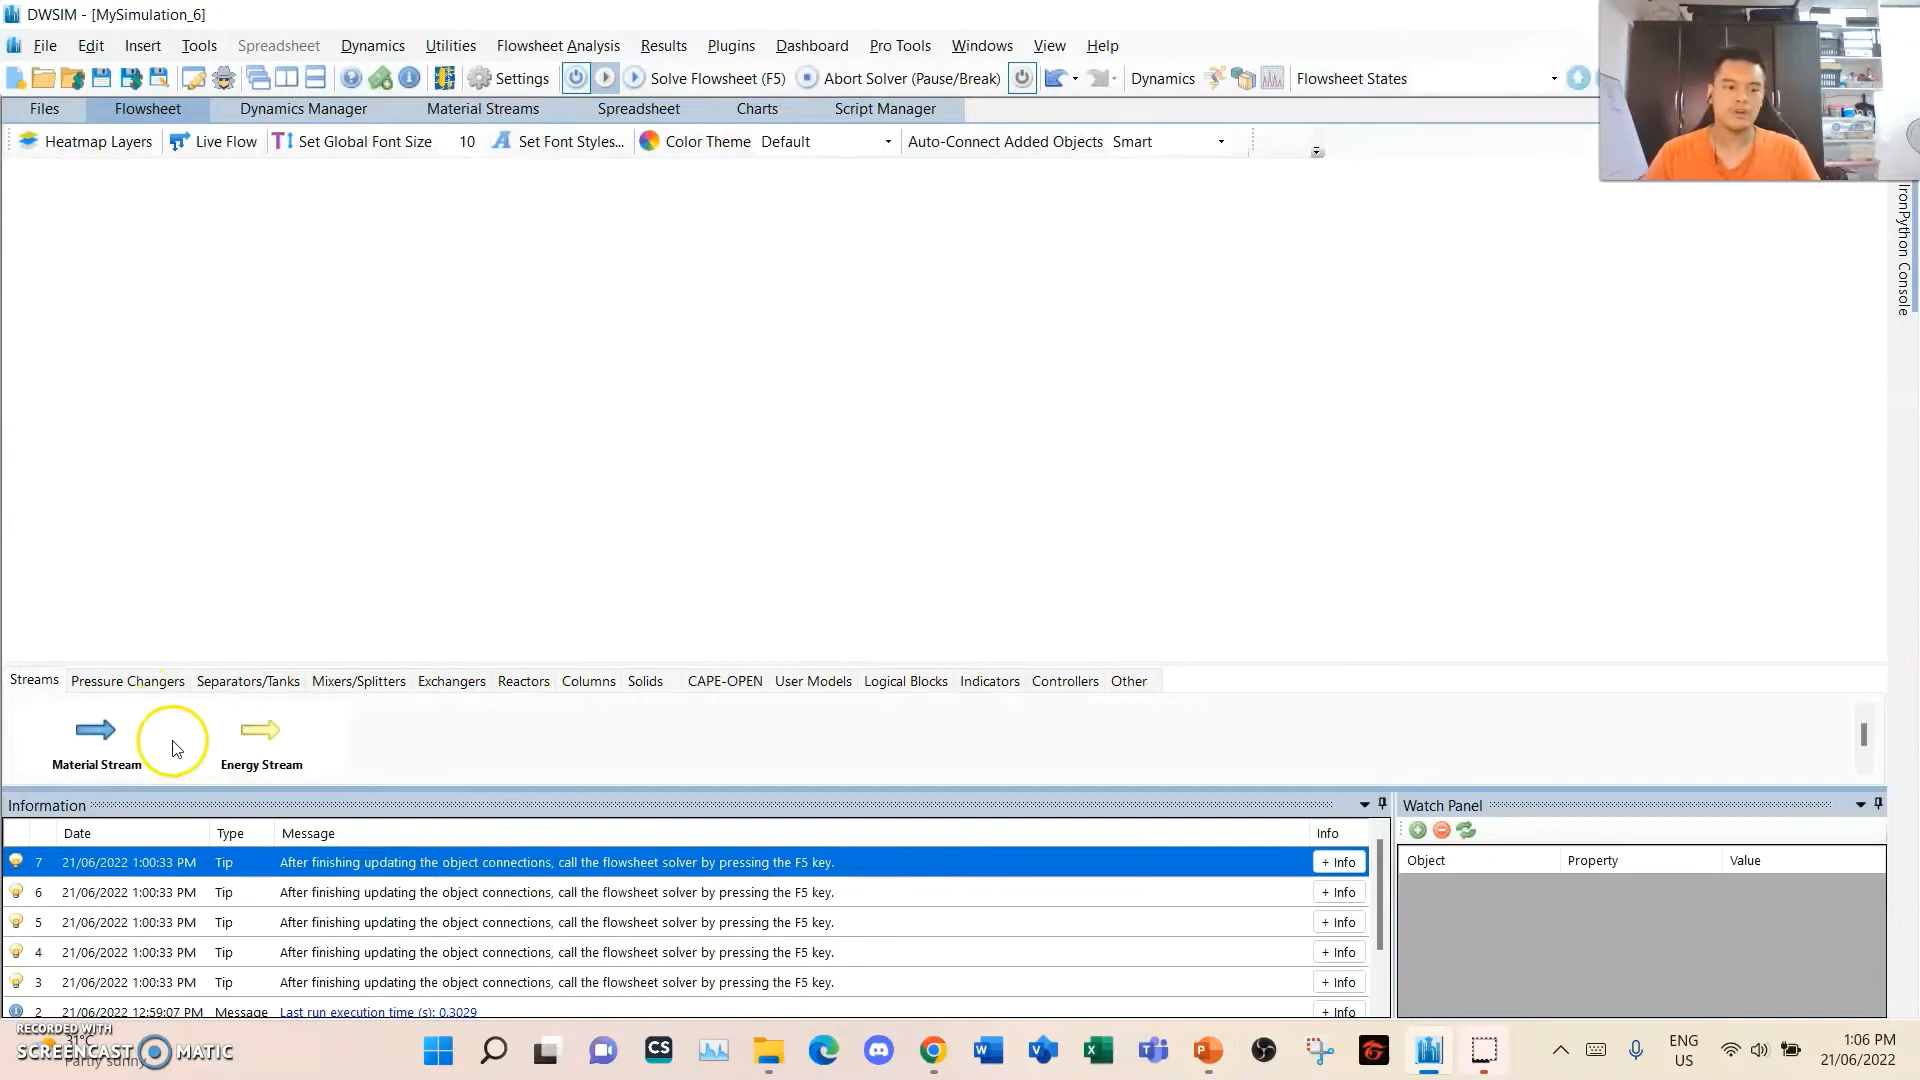 DWSIM - [MySimulation_6]
File Edit Insert Tools Spreadsheet Dynamics Utilities Flowsheet Analysis Results Plugins Dashboard Pro Tools Windows View Help
Settings Solve Flowsheet (F5) Abort Solver (Pause/Break) Dynamics Flowsheet States
Files Flowsheet Dynamics Manager Material Streams Spreadsheet Charts Script Manager
Heatmap Layers Live Flow Set Global Font Size 10 Set Font Styles... Color Theme Default Auto-Connect Added Objects Smart
IronPython Console
Streams Pressure Changers Separators/Tanks Mixers/Splitters Exchangers Reactors Columns Solids CAPE-OPEN User Models Logical Blocks Indicators Controllers Other
Material Stream Energy Stream
Information
Date Type Message Info
7 21/06/2022 1:00:33 PM Tip After finishing updating the object connections, call the flowsheet solver by pressing the F5 key. + Info
6 21/06/2022 1:00:33 PM Tip After finishing updating the object connections, call the flowsheet solver by pressing the F5 key. + Info
5 21/06/2022 1:00:33 PM Tip After finishing updating the object connections, call the flowsheet solver by pressing the F5 key. + Info
4 21/06/2022 1:00:33 PM Tip After finishing updating the object connections, call the flowsheet solver by pressing the F5 key. + Info
3 21/06/2022 1:00:33 PM Tip After finishing updating the object connections, call the flowsheet solver by pressing the F5 key. + Info
2 21/06/2022 12:59:07 PM Message Last run execution time (s): 0.3029 + Info
Watch Panel
Object Property Value
RECORDED WITH
SCREENCAST MATIC
31°C
Partly sunny
CS
ENG
US
1:06 PM
21/06/2022